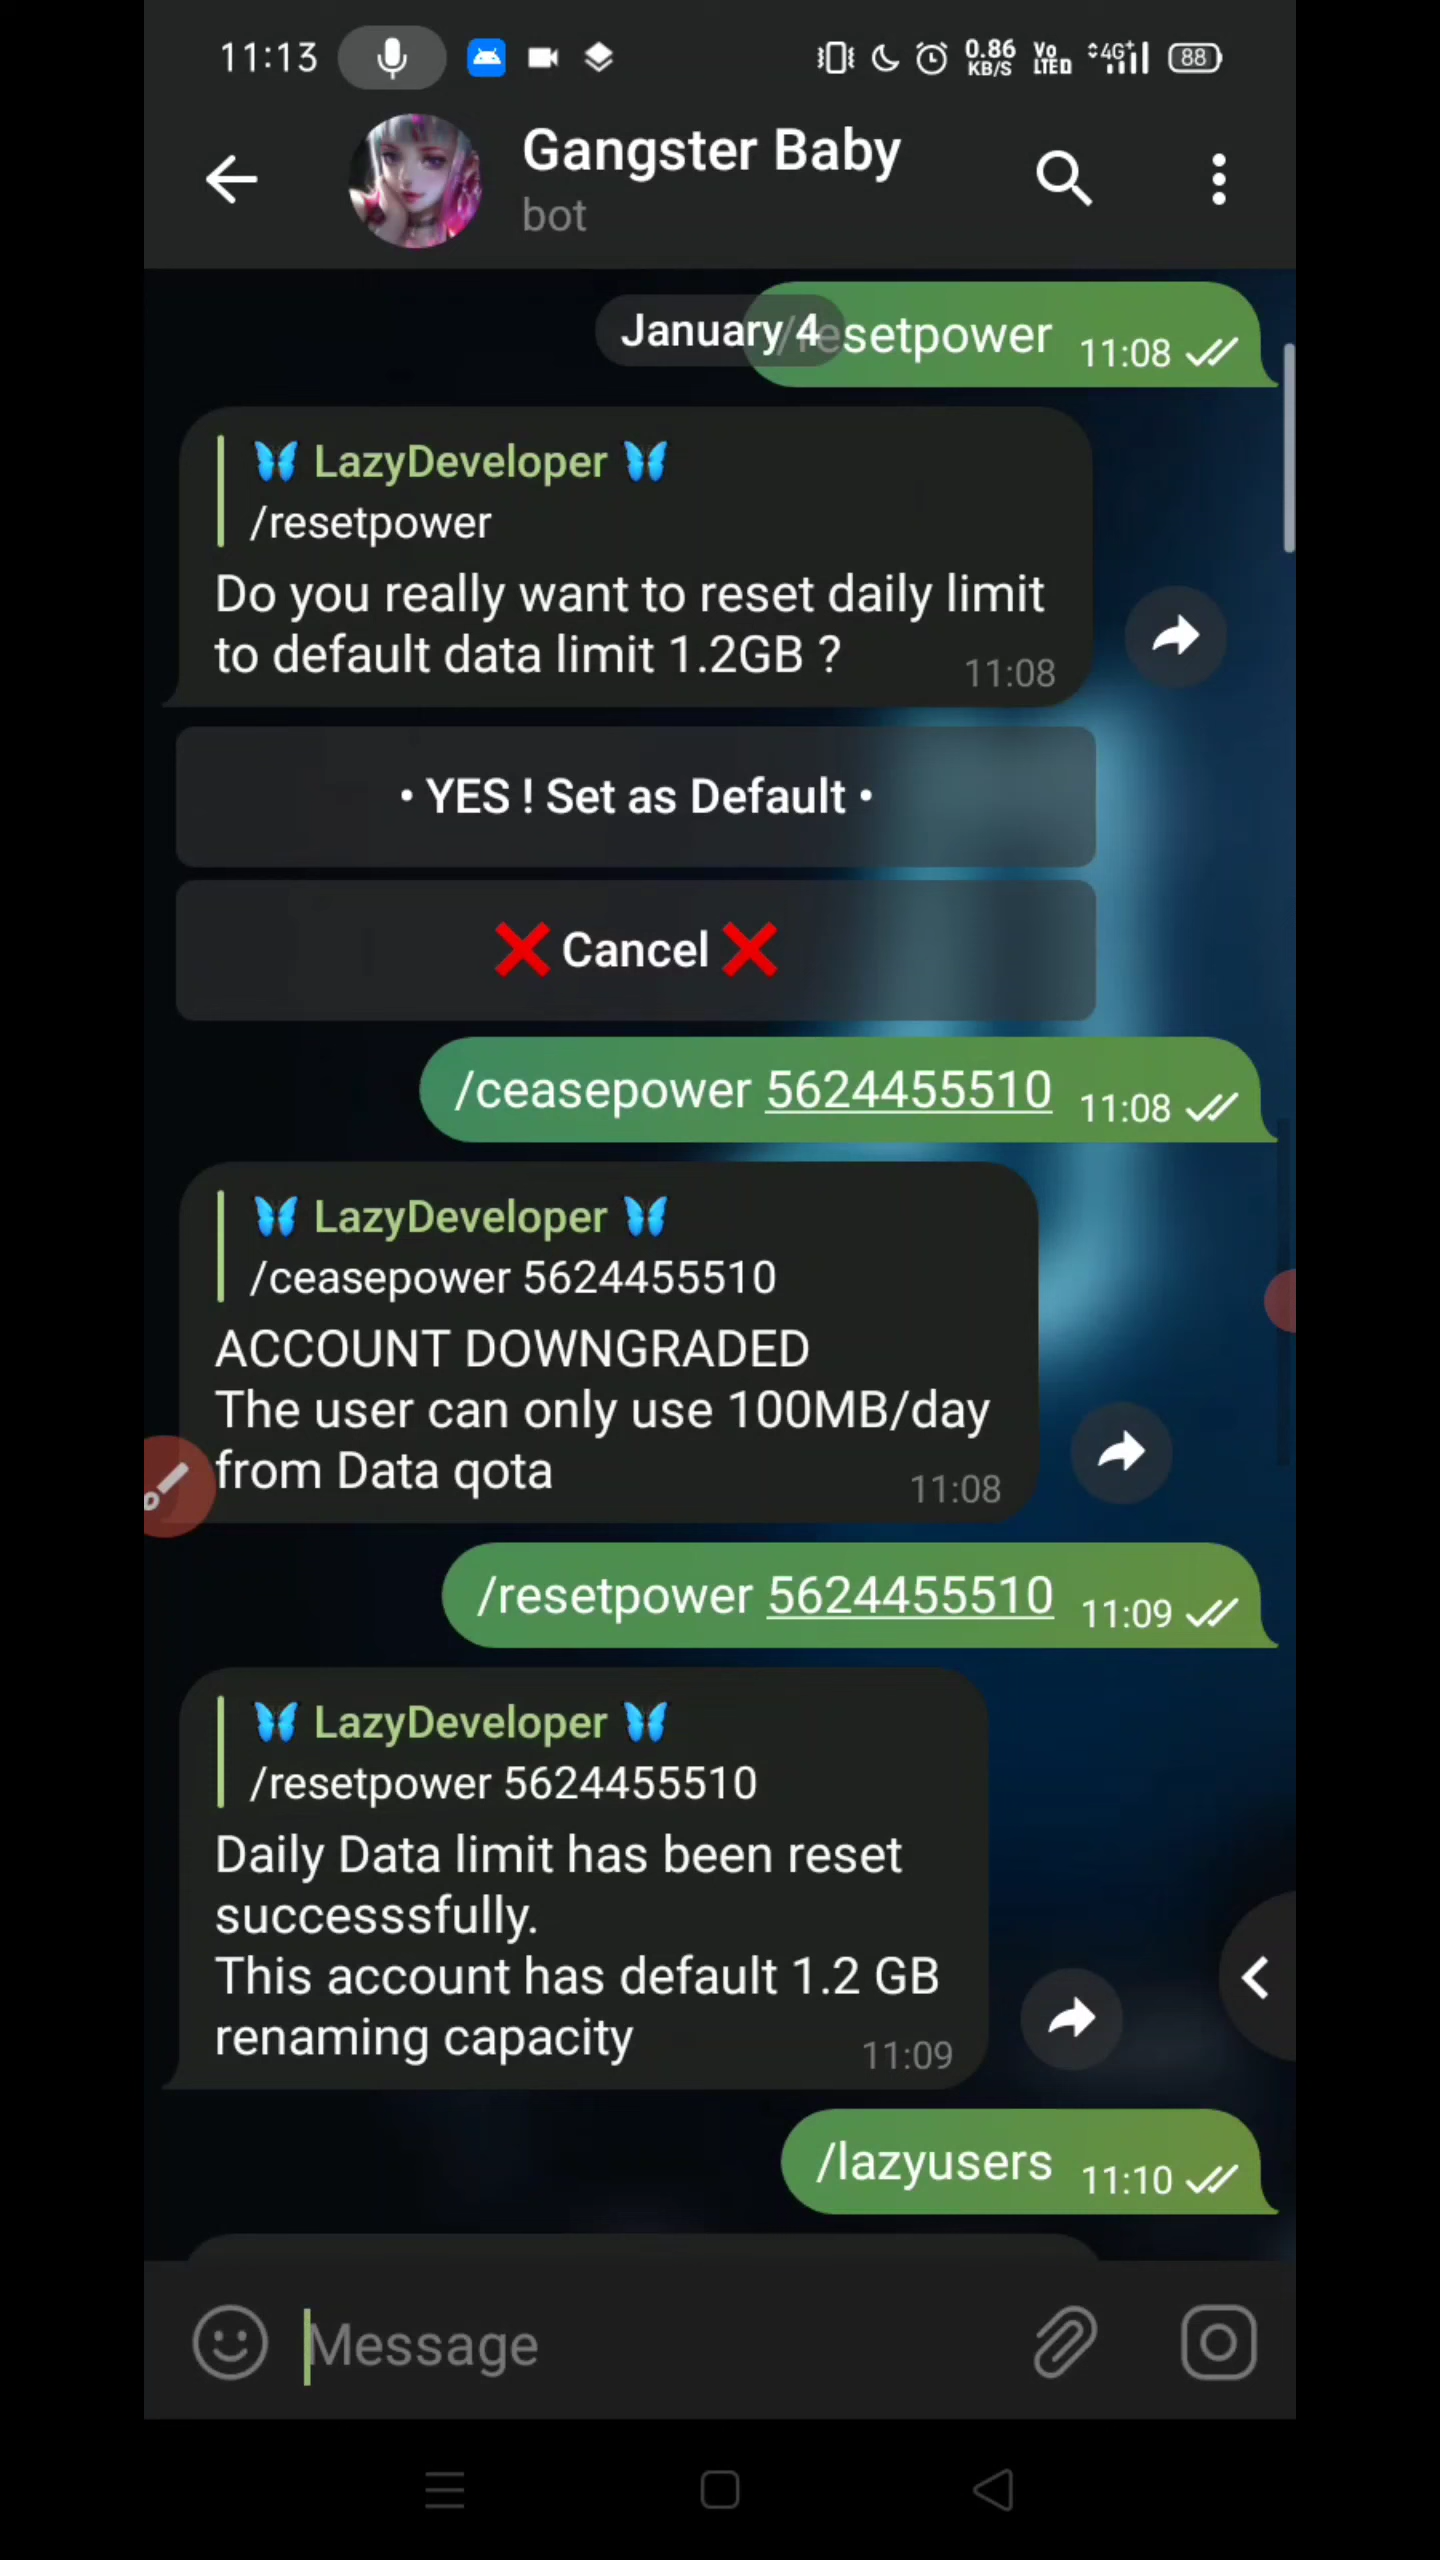 11:13
0.86 KB/S Vo LTE 4G+ 88
Gangster Baby
bot
January 4
/resetpower 11:08
🦋 LazyDeveloper 🦋
/resetpower
Do you really want to reset daily limit
to default data limit 1.2GB ?
11:08
• YES ! Set as Default •
❌ Cancel ❌
/ceasepower 5624455510 11:08
🦋 LazyDeveloper 🦋
/ceasepower 5624455510
ACCOUNT DOWNGRADED
The user can only use 100MB/day
from Data qota
11:08
/resetpower 5624455510 11:09
🦋 LazyDeveloper 🦋
/resetpower 5624455510
Daily Data limit has been reset
successsfully.
This account has default 1.2 GB
renaming capacity
11:09
/lazyusers 11:10
Message